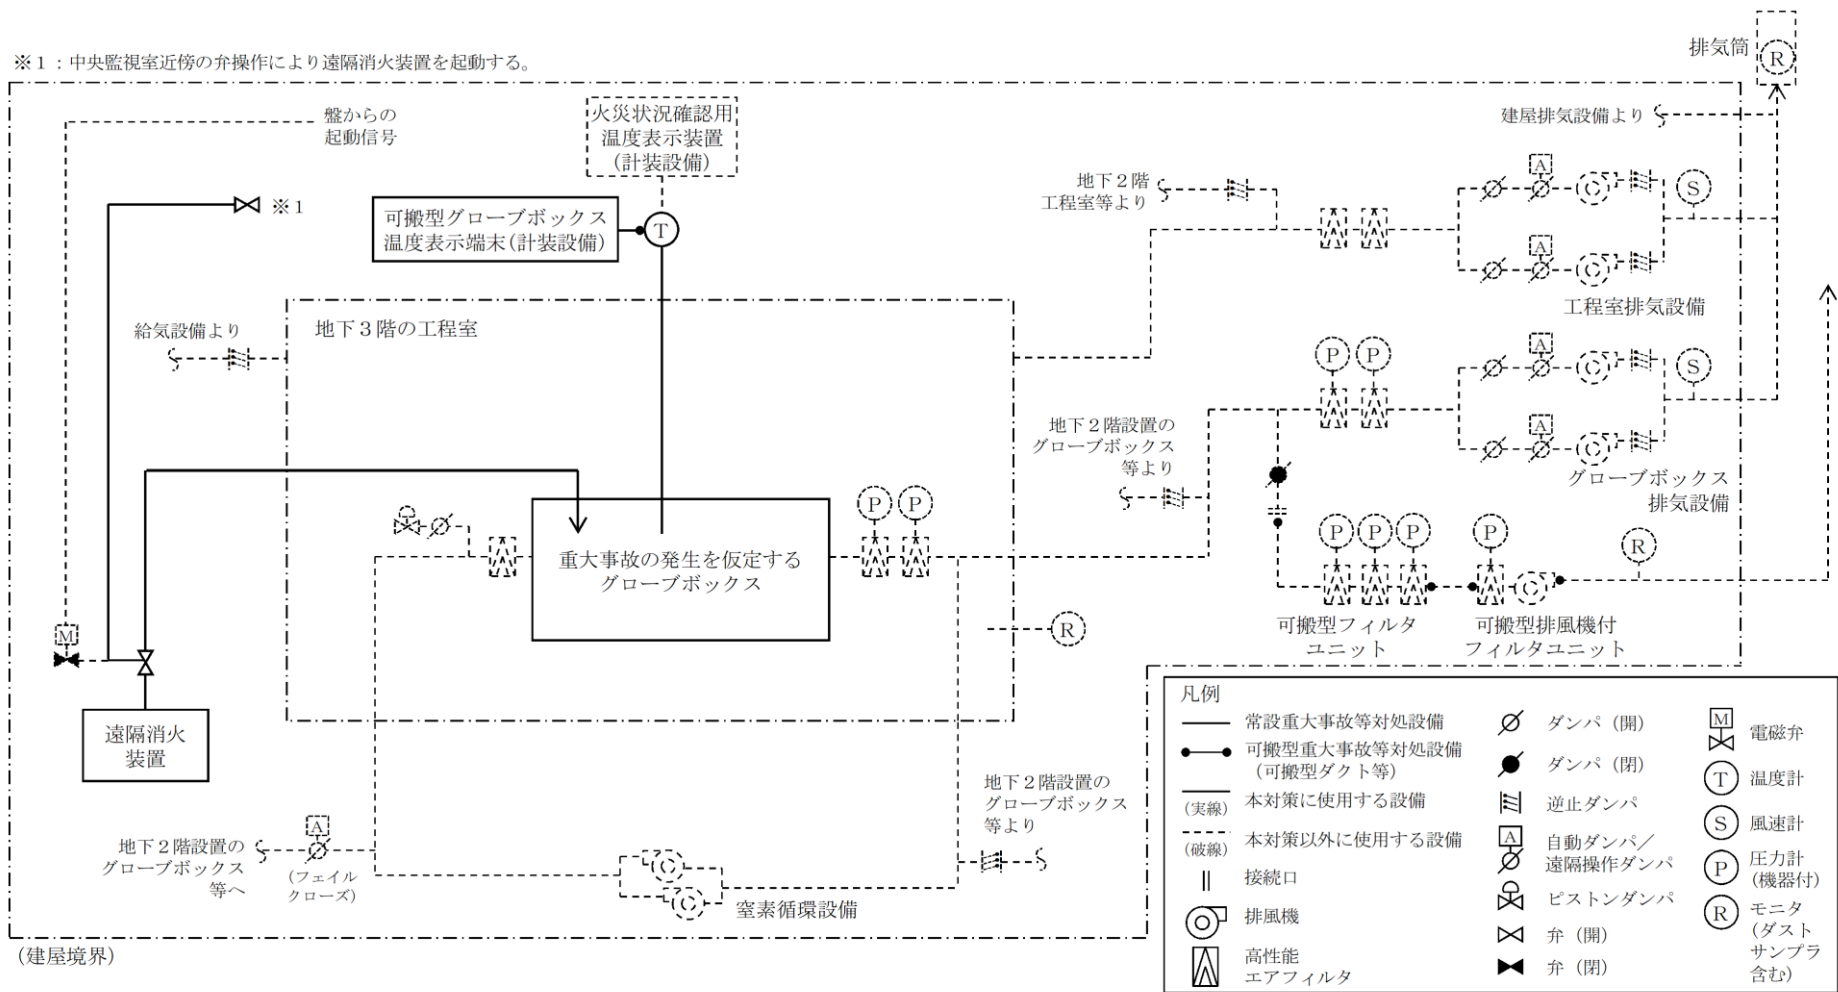 ※１：中央監視室近傍の弁操作により遠隔消火装置を起動する。
排気筒
R
盤からの
起動信号
火災状況確認用
温度表示装置
(計装設備)
建屋排気設備より
※１
可搬型グローブボックス
温度表示端末(計装設備)
T
地下２階
工程室等より
A
S
A
工程室排気設備
給気設備より
地下３階の工程室
P
P
A
S
地下２階設置の
グローブボックス
等より
A
グローブボックス
排気設備
P
P
重大事故の発生を仮定する
グローブボックス
P
P
P
P
R
可搬型フィルタ
ユニット
可搬型排風機付
フィルタユニット
R
M
遠隔消火
装置
地下２階設置の
グローブボックス
等へ
A
(フェイル
クローズ)
窒素循環設備
地下２階設置の
グローブボックス
等より
(建屋境界)
凡例
常設重大事故等対処設備
可搬型重大事故等対処設備
(可搬型ダクト等)
(実線)
本対策に使用する設備
(破線)
本対策以外に使用する設備
接続口
排風機
高性能
エアフィルタ
ダンパ（開）
ダンパ（閉）
逆止ダンパ
A
自動ダンパ／
遠隔操作ダンパ
ピストンダンパ
弁（開）
弁（閉）
M
電磁弁
T
温度計
S
風速計
P
圧力計
(機器付)
R
モニタ
(ダスト
サンプラ
含む)